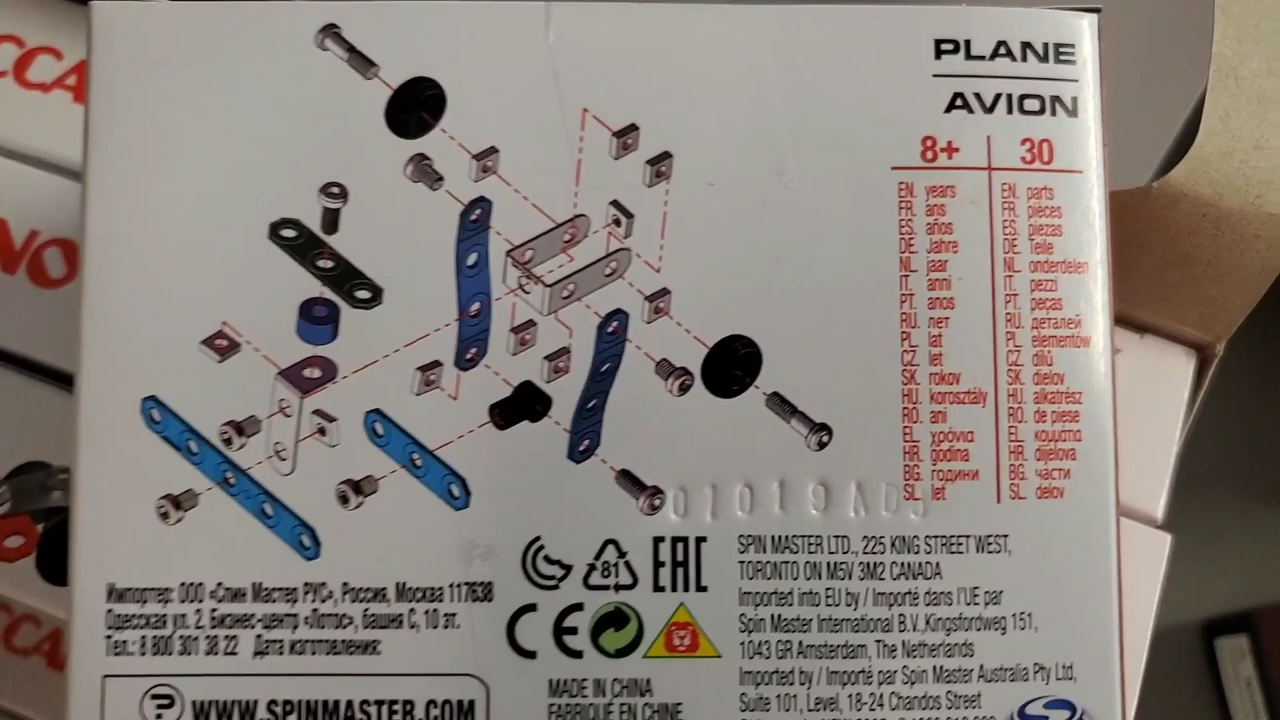 CCA
NO
CCA
PLANE
AVION
8+ 30
EN. years EN. parts
FR. ans FR. pièces
ES. años ES. piezas
DE. Jahre DE. Teile
NL. jaar NL. onderdelen
IT. anni IT. pezzi
PT. anos PT. peças
RU. лет RU. деталей
PL. lat PL. elementów
CZ. let CZ. dílů
SK. rokov SK. dielov
HU. korosztály HU. alkatrész
RO. ani RO. de piese
EL. χρόνια EL. κομμάτια
HR. godina HR. dijelova
BG. години BG. части
SL. let SL. delov
01019AD
81
EAC
CE
Импортер: ООО «Спин Мастер РУС», Россия, Москва 117638
Одесская ул. 2. Бизнес-центр «Лотос», башня С, 10 эт.
Тел.: 8 800 301 38 22 Дата изготовления:
? WWW.SPINMASTER.COM
MADE IN CHINA
FABRIQUÉ EN CHINE
SPIN MASTER LTD., 225 KING STREET WEST,
TORONTO ON M5V 3M2 CANADA
Imported into EU by / Importé dans l'UE par
Spin Master International B.V.,Kingsfordweg 151,
1043 GR Amsterdam, The Netherlands
Imported by / Importé par Spin Master Australia Pty Ltd,
Suite 101, Level, 18-24 Chandos Street